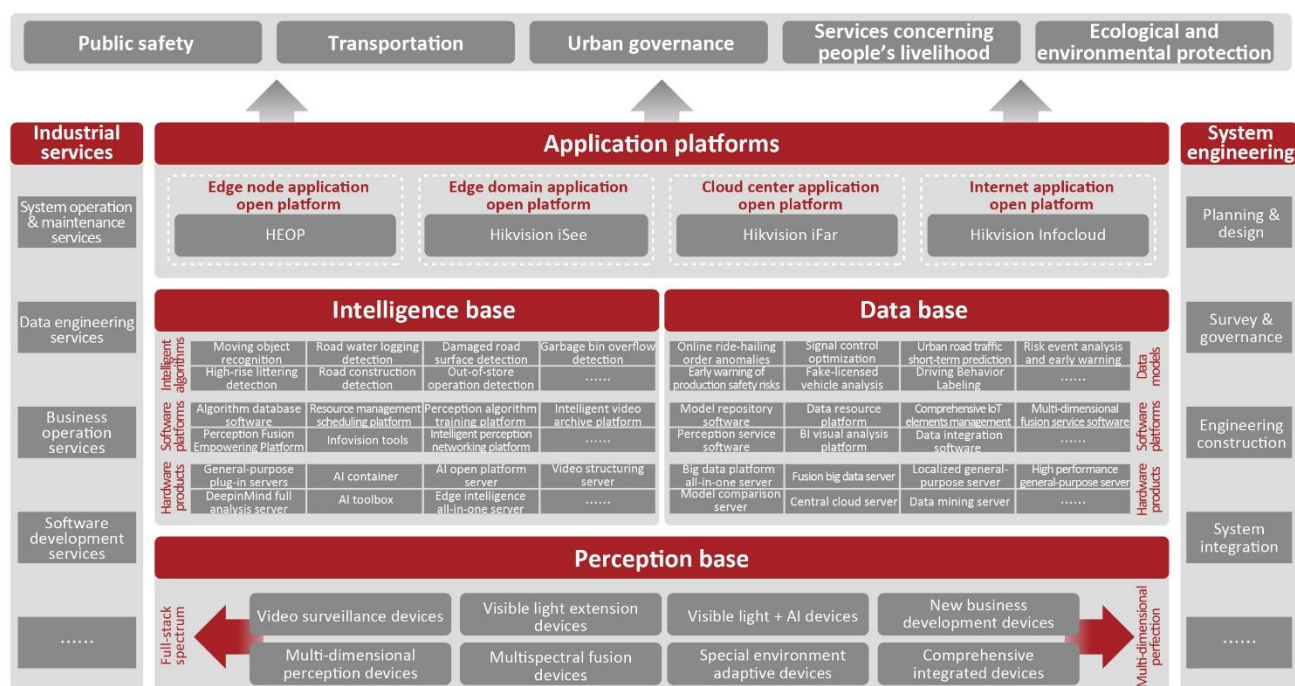 Public safety
Transportation
Urban governance
Services concerning
people's livelihood
Ecological and
environmental protection
Industrial
services
System operation
& maintenance
services
Data engineering
services
Business
operation
services
Software
development
services
......
Application platforms
Edge node application
open platform
HEOP
Edge domain application
open platform
Hikvision iSee
Cloud center application
open platform
Hikvision iFar
Internet application
open platform
Hikvision Infocloud
Intelligence base
Intelligent
algorithms
Moving object
recognition
Road water logging
detection
Damaged road
surface detection
Garbage bin overflow
detection
High-rise littering
detection
Road construction
detection
Out-of-store
operation detection
......
Software
platforms
Algorithm database
software
Resource management
scheduling platform
Perception algorithm
training platform
Intelligent video
archive platform
Perception Fusion
Empowering Platform
Infovision tools
Intelligent perception
networking platform
......
Hardware
products
General-purpose
plug-in servers
AI container
AI open platform
server
Video structuring
server
DeepinMind full
analysis server
AI toolbox
Edge intelligence
all-in-one server
......
Data base
Online ride-hailing
order anomalies
Signal control
optimization
Urban road traffic
short-term prediction
Risk event analysis
and early warning
Early warning of
production safety risks
Fake-licensed
vehicle analysis
Driving Behavior
Labeling
......
Data
models
Model repository
software
Data resource
platform
Comprehensive IoT
elements management
Multi-dimensional
fusion service software
Perception service
software
BI visual analysis
platform
Data integration
software
......
Software
platforms
Big data platform
all-in-one server
Fusion big data server
Localized general-
purpose server
High performance
general-purpose server
Model comparison
server
Central cloud server
Data mining server
......
Hardware
products
Perception base
Full-stack
spectrum
Video surveillance devices
Visible light extension
devices
Visible light + AI devices
New business
development devices
Multi-dimensional
perception devices
Multispectral fusion
devices
Special environment
adaptive devices
Comprehensive
integrated devices
Multi-dimensional
perfection
System
engineering
Planning &
design
Survey &
governance
Engineering
construction
System
integration
......